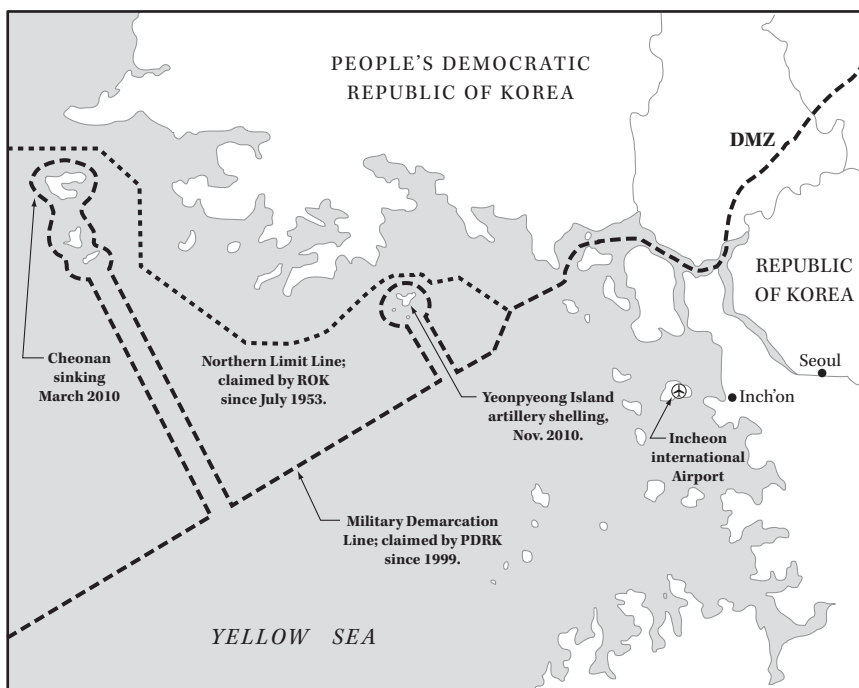 PEOPLE'S DEMOCRATIC
REPUBLIC OF KOREA
DMZ
REPUBLIC
OF KOREA
Cheonan
sinking
March 2010
Northern Limit Line;
claimed by ROK
since July 1953.
Yeonpyeong Island
artillery shelling,
Nov. 2010.
Seoul
Inch'on
Incheon
international
Airport
Military Demarcation
Line; claimed by PDRK
since 1999.
YELLOW SEA